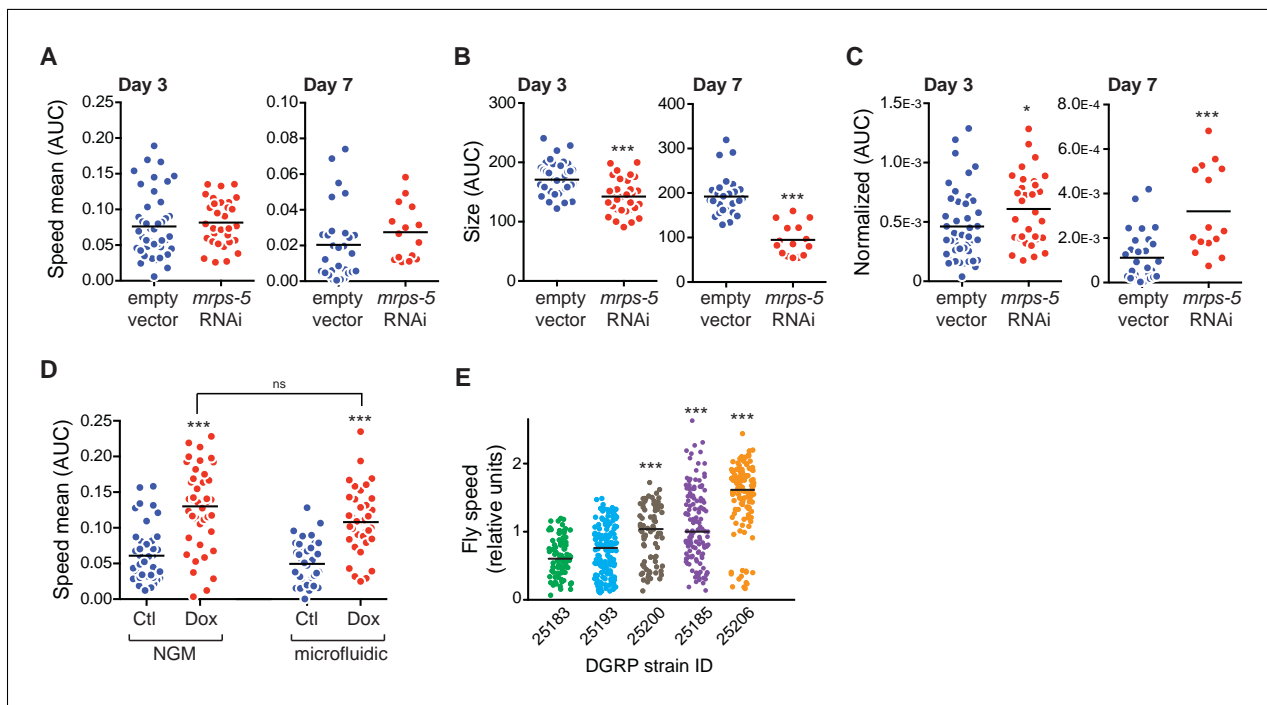 A
Day 3
Day 7
Speed mean (AUC)
0.25
0.20
0.15
0.10
0.05
0.00
0.10
0.08
0.06
0.04
0.02
0.00
empty vector
mrps-5 RNAi
empty vector
mrps-5 RNAi
B
Day 3
Day 7
Size (AUC)
300
200
100
0
400
300
200
100
0
***
***
empty vector
mrps-5 RNAi
empty vector
mrps-5 RNAi
C
Day 3
Day 7
Normalized (AUC)
1.5E-3
1.0E-3
0.5E-3
0
8.0E-4
6.0E-4
4.0E-3
2.0E-3
0
*
***
empty vector
mrps-5 RNAi
empty vector
mrps-5 RNAi
D
ns
Speed mean (AUC)
0.25
0.20
0.15
0.10
0.05
0.00
***
***
Ctl
Dox
Ctl
Dox
NGM
microfluidic
E
Fly speed
(relative units)
2
1
0
***
***
***
25183
25193
25200
25185
25206
DGRP strain ID